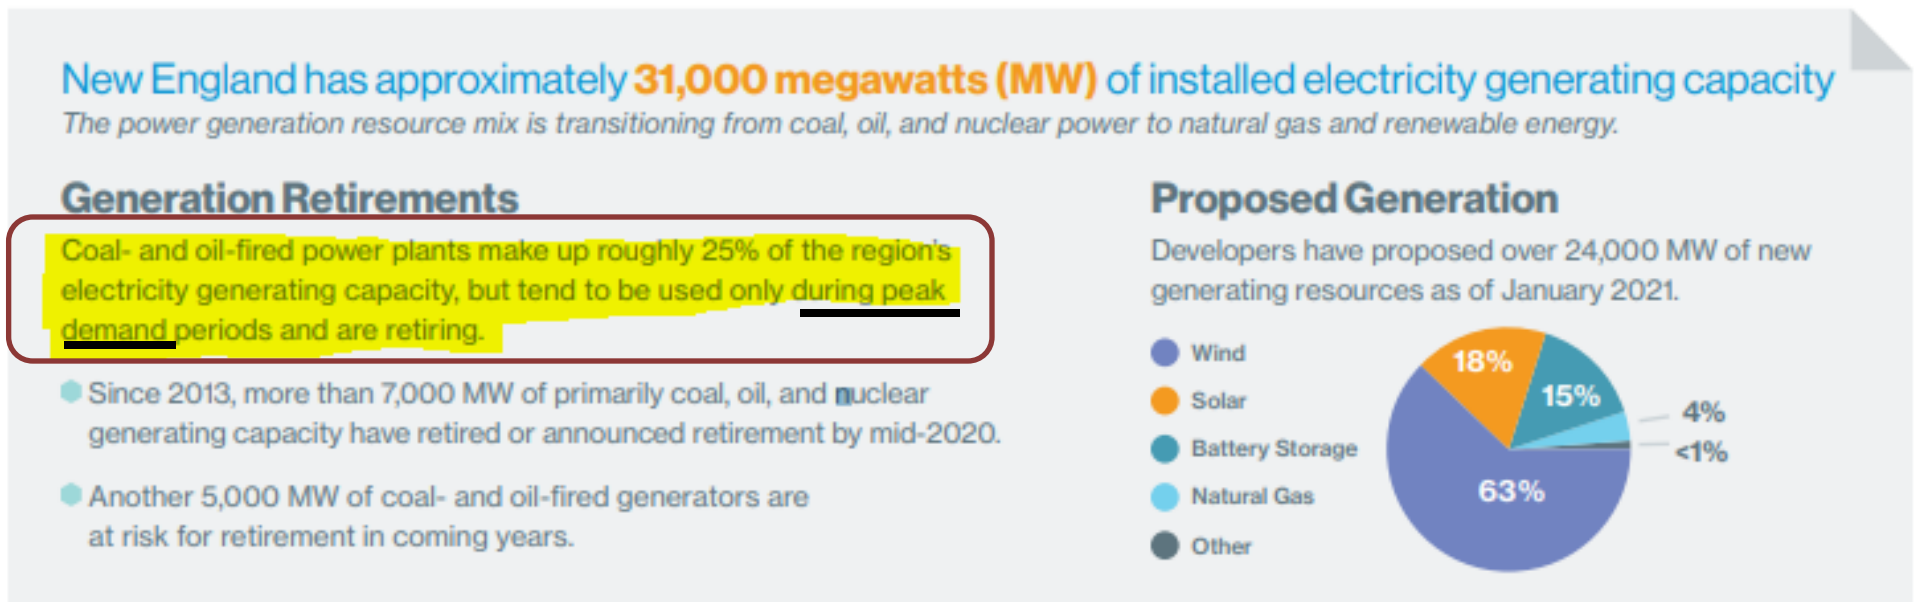 New England has approximately 31,000 megawatts (MW) of installed electricity generating capacity
The power generation resource mix is transitioning from coal, oil, and nuclear power to natural gas and renewable energy.
Generation Retirements
Coal- and oil-fired power plants make up roughly 25% of the region's
electricity generating capacity, but tend to be used only during peak
demand periods and are retiring.
Since 2013, more than 7,000 MW of primarily coal, oil, and nuclear
generating capacity have retired or announced retirement by mid-2020.
Another 5,000 MW of coal- and oil-fired generators are
at risk for retirement in coming years.
Proposed Generation
Developers have proposed over 24,000 MW of new
generating resources as of January 2021.
Wind
Solar
Battery Storage
Natural Gas
Other
18%
15%
4%
<1%
63%